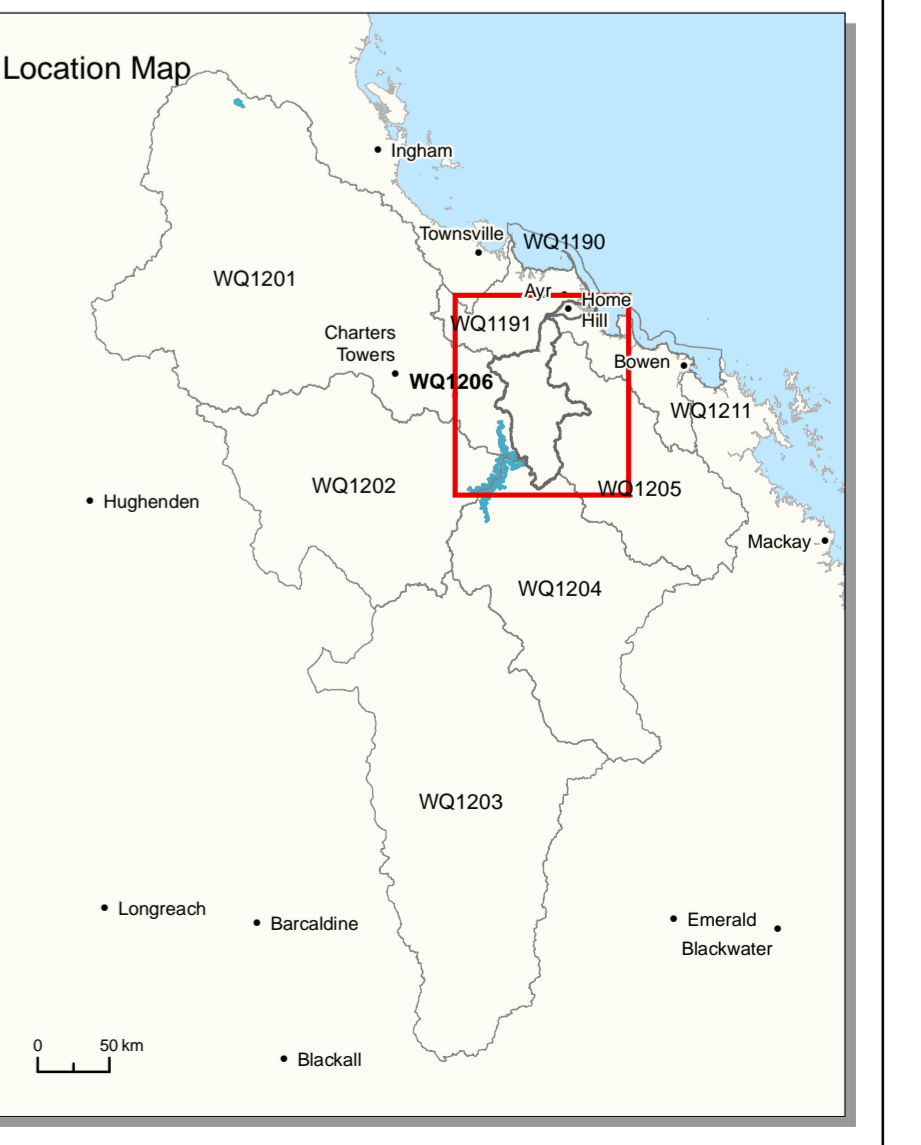 Location Map
Ingham
Townsville
WQ1190
WQ1201
Ayr
Home
Hill
WQ1191
Charters
Towers
Bowen
WQ1206
WQ1211
WQ1202
WQ1205
Hughenden
Mackay
WQ1204
WQ1203
Longreach
Barcaldine
Emerald
Blackwater
0 50 km
Blackall